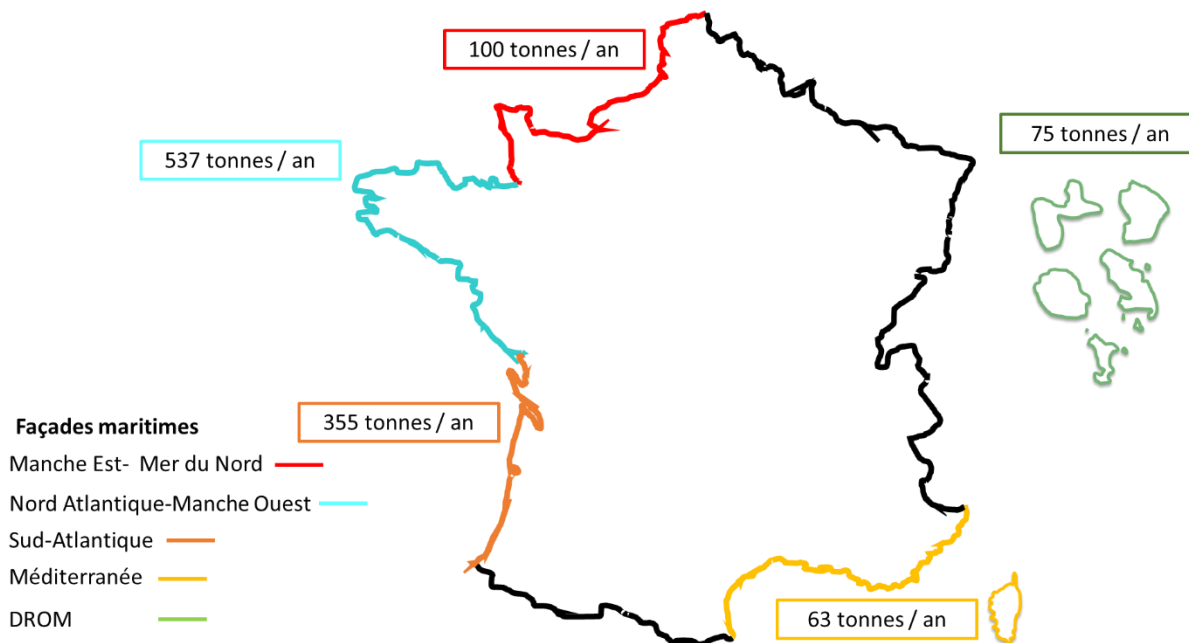 100 tonnes / an
537 tonnes / an
75 tonnes / an
355 tonnes / an
Façades maritimes
Manche Est- Mer du Nord
Nord Atlantique-Manche Ouest
Sud-Atlantique
Méditerranée
DROM
63 tonnes / an